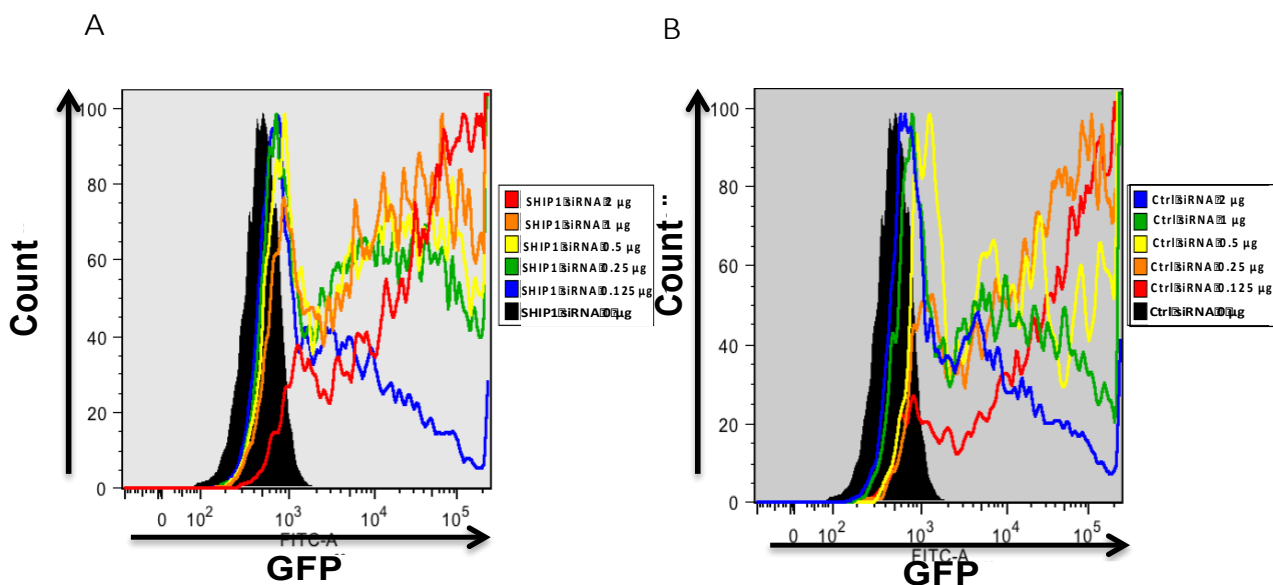 A
B
100
80
60
40
20
0
Count
0 10² 10³ 10⁴ 10⁵
FITC-A
GFP
SHIP1 siRNA 2 µg
SHIP1 siRNA 1 µg
SHIP1 siRNA 0.5 µg
SHIP1 siRNA 0.25 µg
SHIP1 siRNA 0.125 µg
SHIP1 siRNA 0 µg
100
80
60
40
20
0
Count
0 10² 10³ 10⁴ 10⁵
FITC-A
GFP
Ctrl siRNA 2 µg
Ctrl siRNA 1 µg
Ctrl siRNA 0.5 µg
Ctrl siRNA 0.25 µg
Ctrl siRNA 0.125 µg
Ctrl siRNA 0 µg